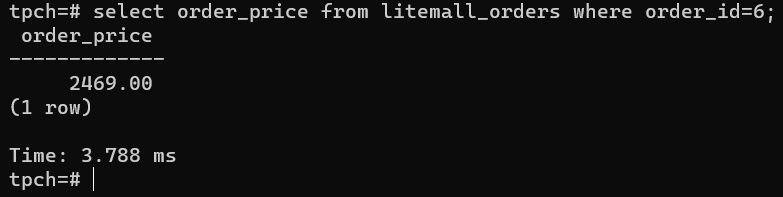 tpch=# select order_price from litemall_orders where order_id=6;
 order_price
-------------
     2469.00
(1 row)

Time: 3.788 ms
tpch=#